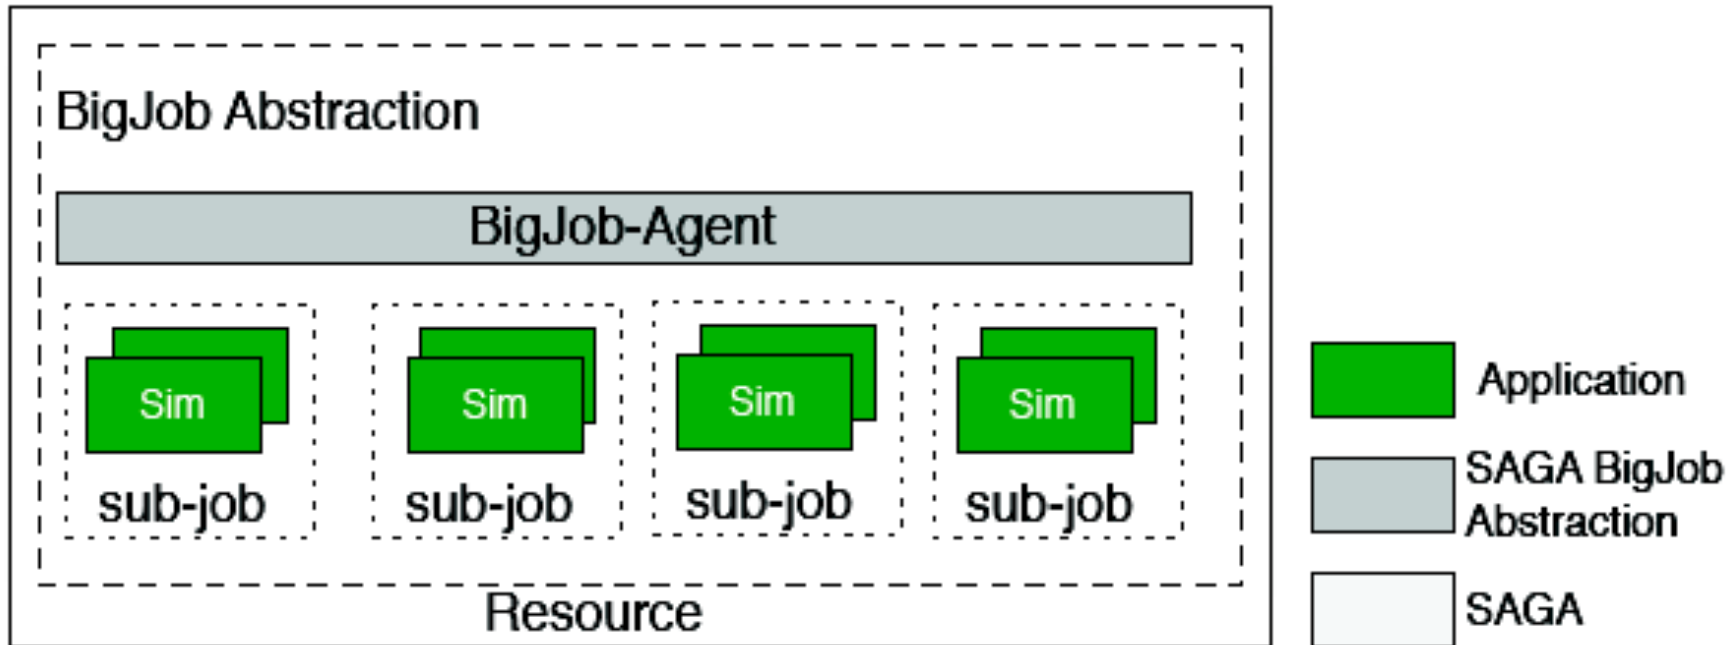 BigJob Abstraction
BigJob-Agent
Sim
Sim
Sim
Sim
sub-job
sub-job
sub-job
sub-job
Resource
Application
SAGA BigJob
Abstraction
SAGA